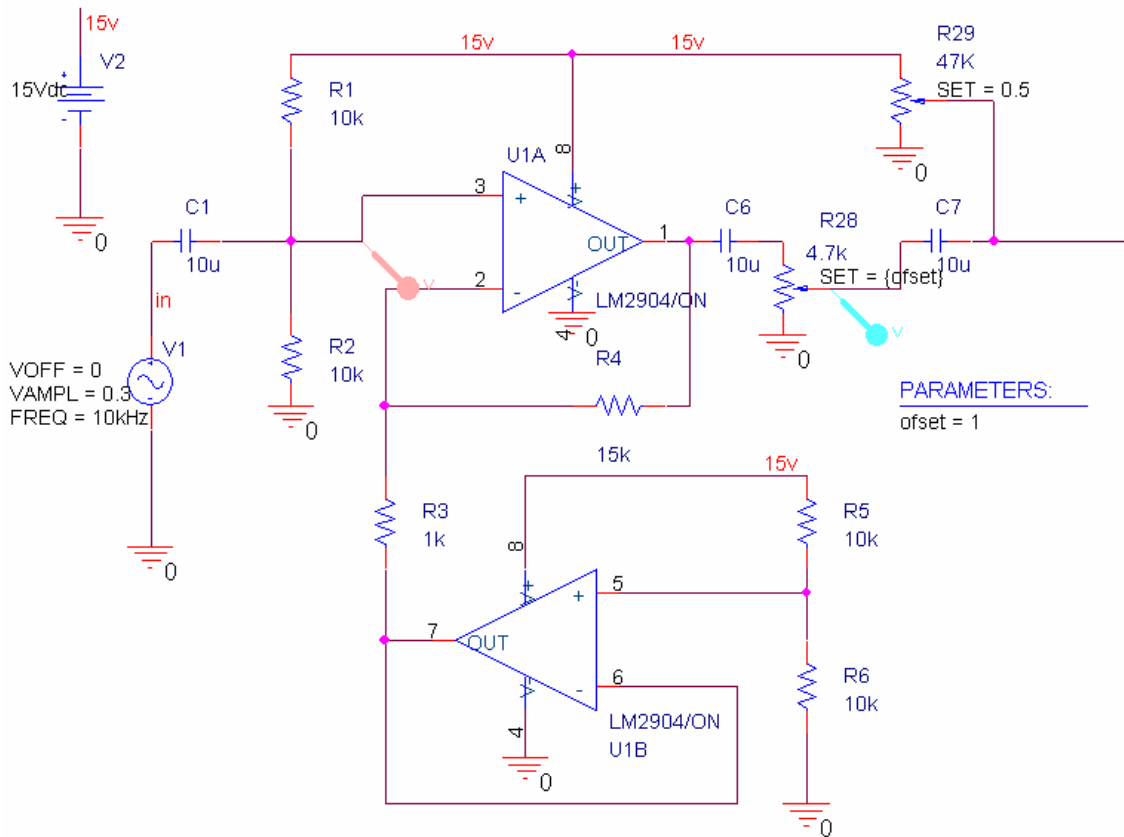 15v
V2
15Vdc
+
-
0
15v
15v
R29
47K
SET = 0.5
0
R1
10k
U1A
8
3
+
V+
C1
10u
1
OUT
C6
10u
R28
4.7k
SET = {ofset}
0
C7
10u
2
-
V-
4
0
LM2904/ON
V
V
in
V1
+
-
VOFF = 0
VAMPL = 0.3
FREQ = 10kHz
0
R2
10k
0
R4
15k
PARAMETERS:
ofset = 1
R3
1k
15v
R5
10k
8
V+
+
5
7
OUT
-
6
V-
4
0
LM2904/ON
U1B
R6
10k
0